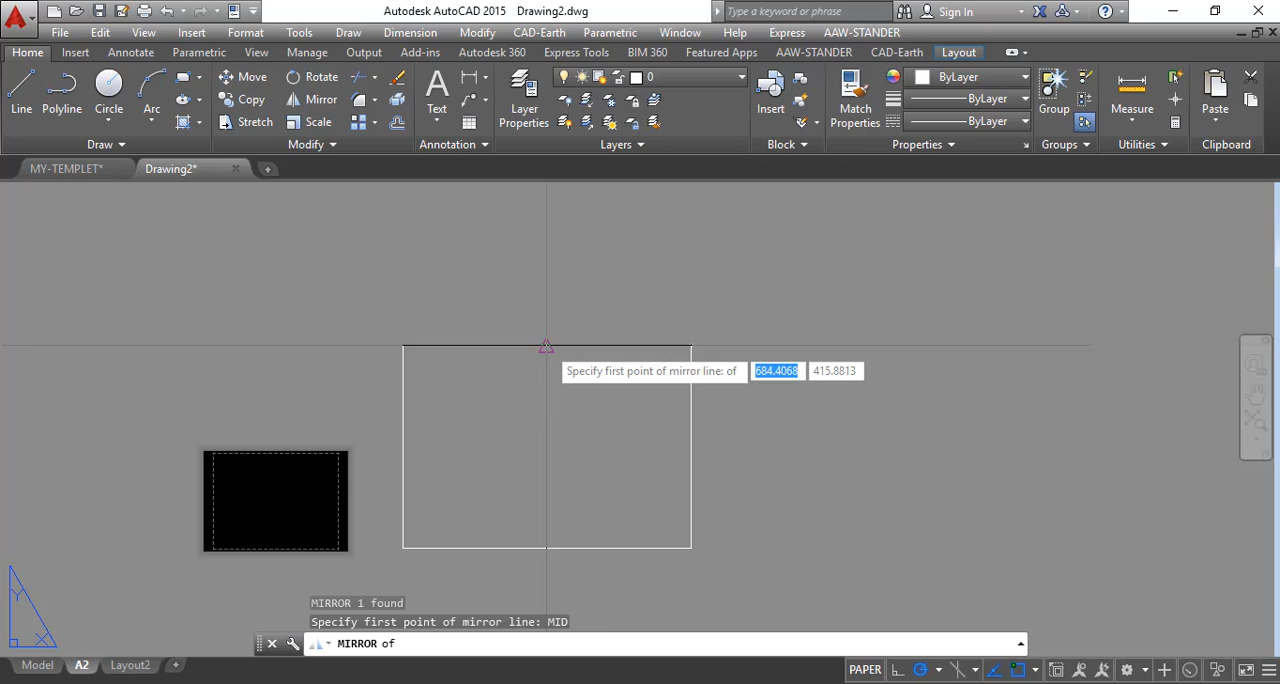 Autodesk AutoCAD 2015 Drawing2.dwg
Type a keyword or phrase
Sign In
File Edit View Insert Format Tools Draw Dimension Modify CAD-Earth Parametric Window Help Express AAW-STANDER
Home Insert Annotate Parametric View Manage Output Add-ins Autodesk 360 Express Tools BIM 360 Featured Apps AAW-STANDER CAD-Earth Layout
Line Polyline Circle Arc
Move Rotate
Copy Mirror
Stretch Scale
Text
Layer Properties
0
Insert
Match Properties
ByLayer
ByLayer
ByLayer
Group
Measure
Paste
Draw Modify Annotation Layers Block Properties Groups Utilities Clipboard
MY-TEMPLET* Drawing2*
Specify first point of mirror line: of 684.4068 415.8813
Y
X
MIRROR 1 found
Specify first point of mirror line: MID
MIRROR of
Model A2 Layout2
PAPER